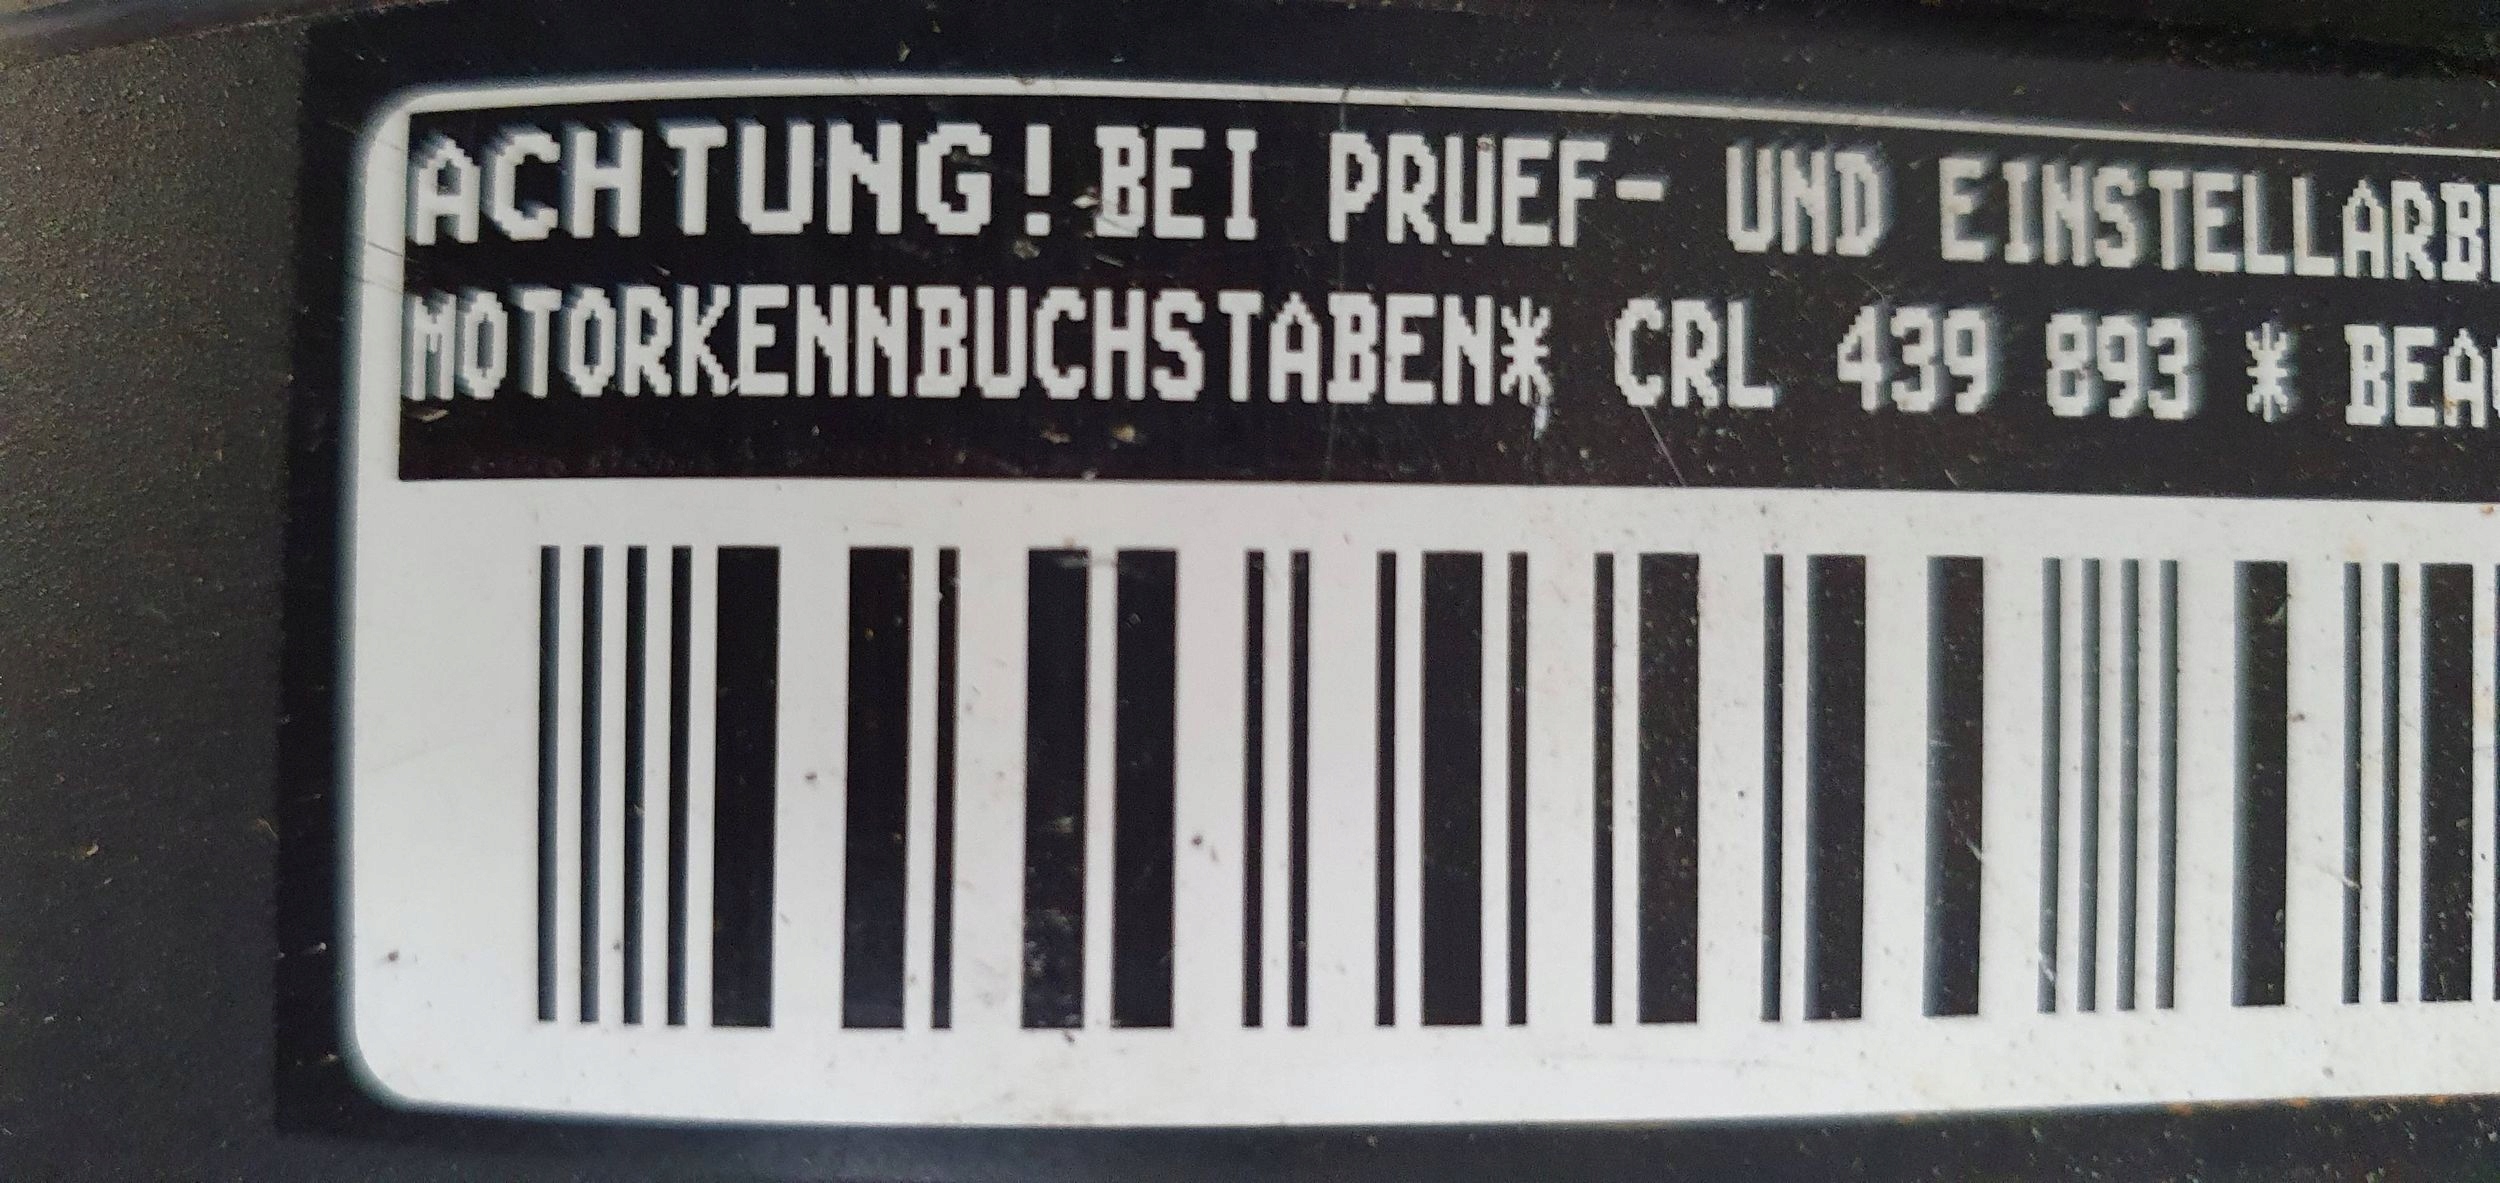 ACHTUNG! BEI PRUEF- UND EINSTELLARB
MOTORKENNBUCHSTABEN* CRL 439 893 * BEA